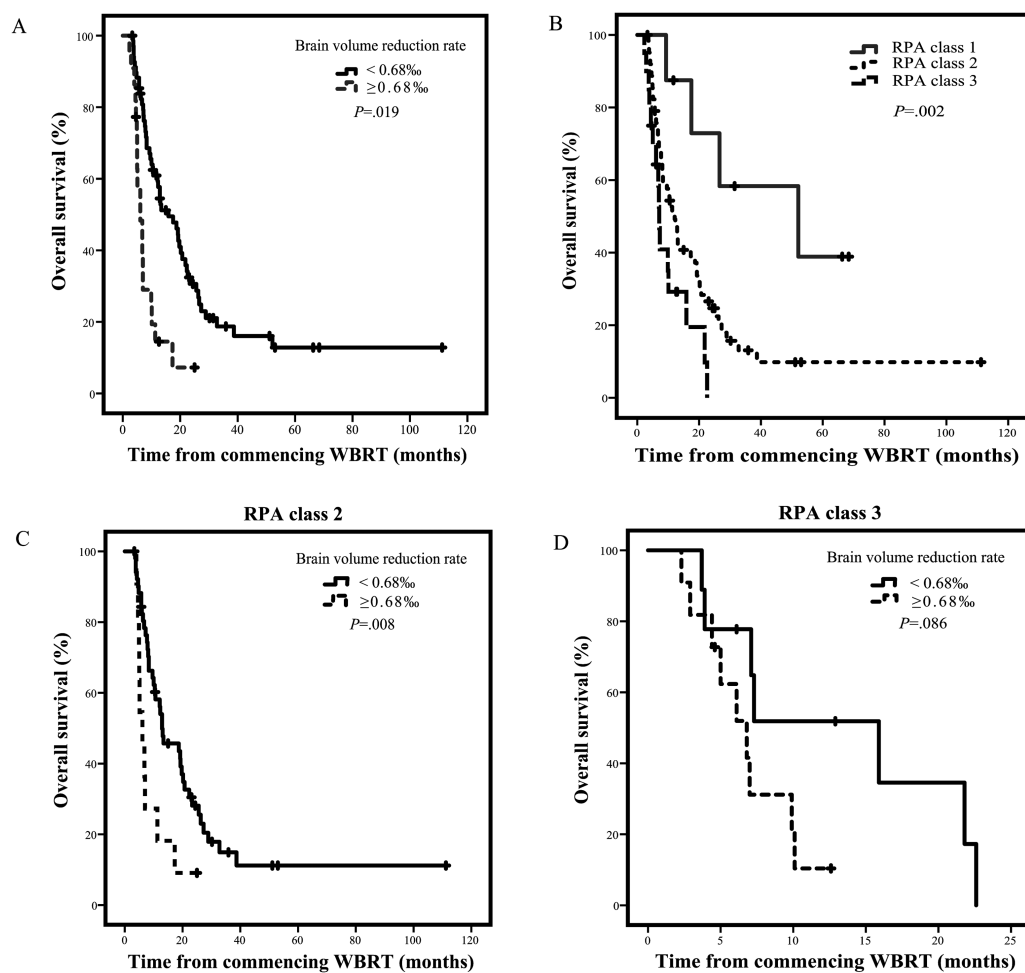 A
Brain volume reduction rate
< 0.68‰
≥0.68‰
P=.019
Overall survival (%)
100
80
60
40
20
0
0 20 40 60 80 100 120
Time from commencing WBRT (months)
B
RPA class 1
RPA class 2
RPA class 3
P=.002
Overall survival (%)
100
80
60
40
20
0
0 20 40 60 80 100 120
Time from commencing WBRT (months)
C
RPA class 2
Brain volume reduction rate
< 0.68‰
≥0.68‰
P=.008
Overall survival (%)
100
80
60
40
20
0
0 20 40 60 80 100 120
Time from commencing WBRT (months)
D
RPA class 3
Brain volume reduction rate
< 0.68‰
≥0.68‰
P=.086
Overall survival (%)
100
80
60
40
20
0
0 5 10 15 20 25
Time from commencing WBRT (months)